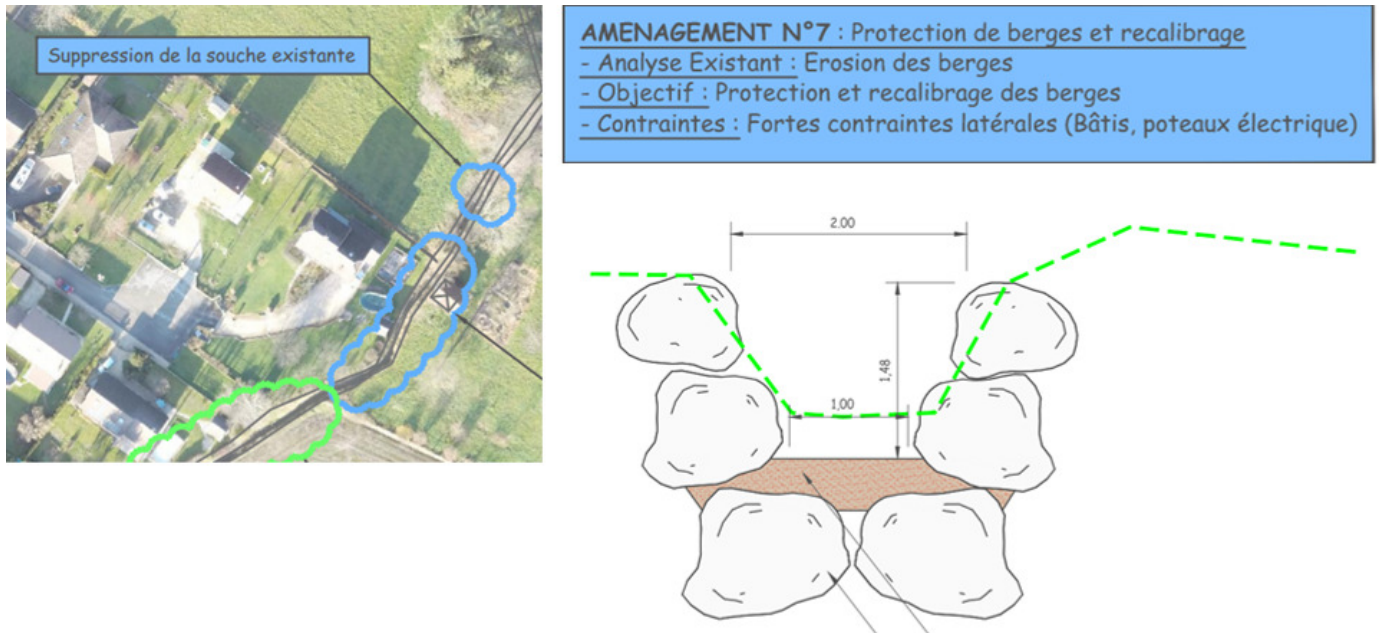 Suppression de la souche existante
AMENAGEMENT N°7 : Protection de berges et recalibrage
- Analyse Existant : Erosion des berges
- Objectif : Protection et recalibrage des berges
- Contraintes : Fortes contraintes latérales (Bâtis, poteaux électrique)
2.00
1,48
1,00